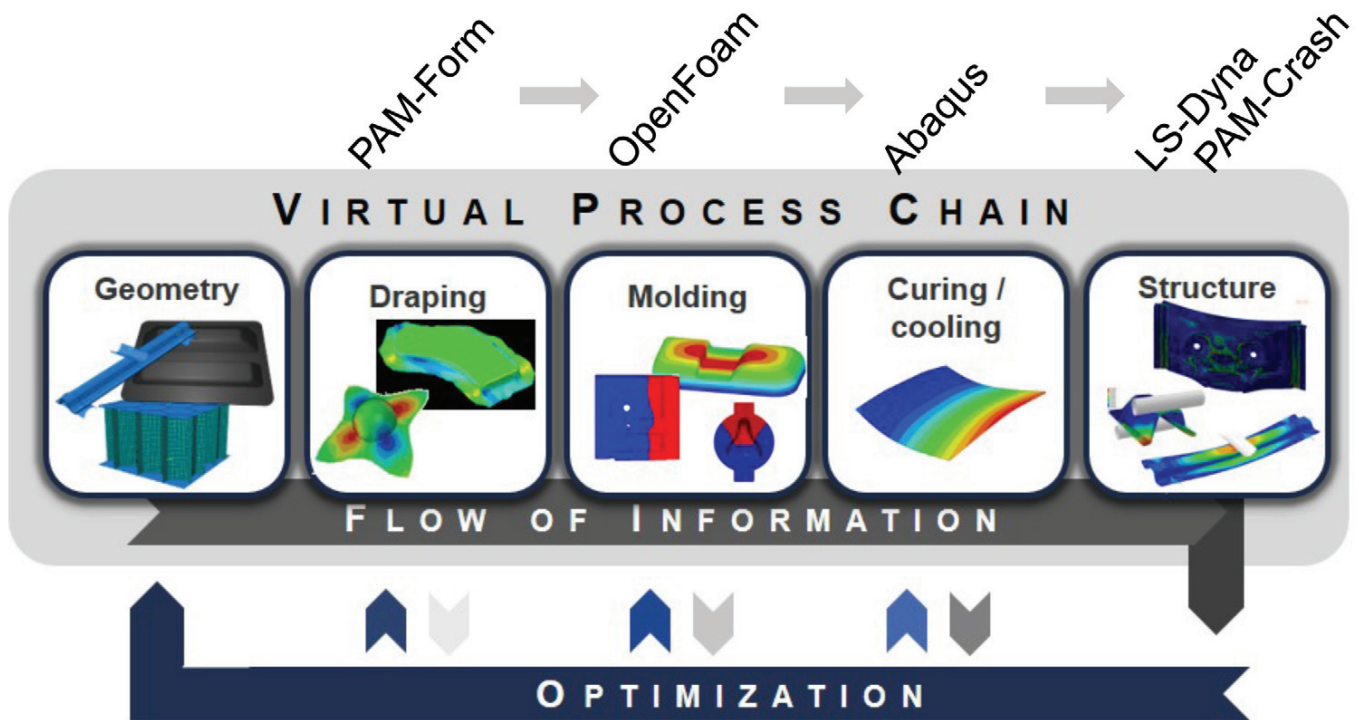 PAM-Form
OpenFoam
Abaqus
LS-Dyna
PAM-Crash
VIRTUAL PROCESS CHAIN
Geometry
Draping
Molding
Curing /
cooling
Structure
FLOW OF INFORMATION
OPTIMIZATION